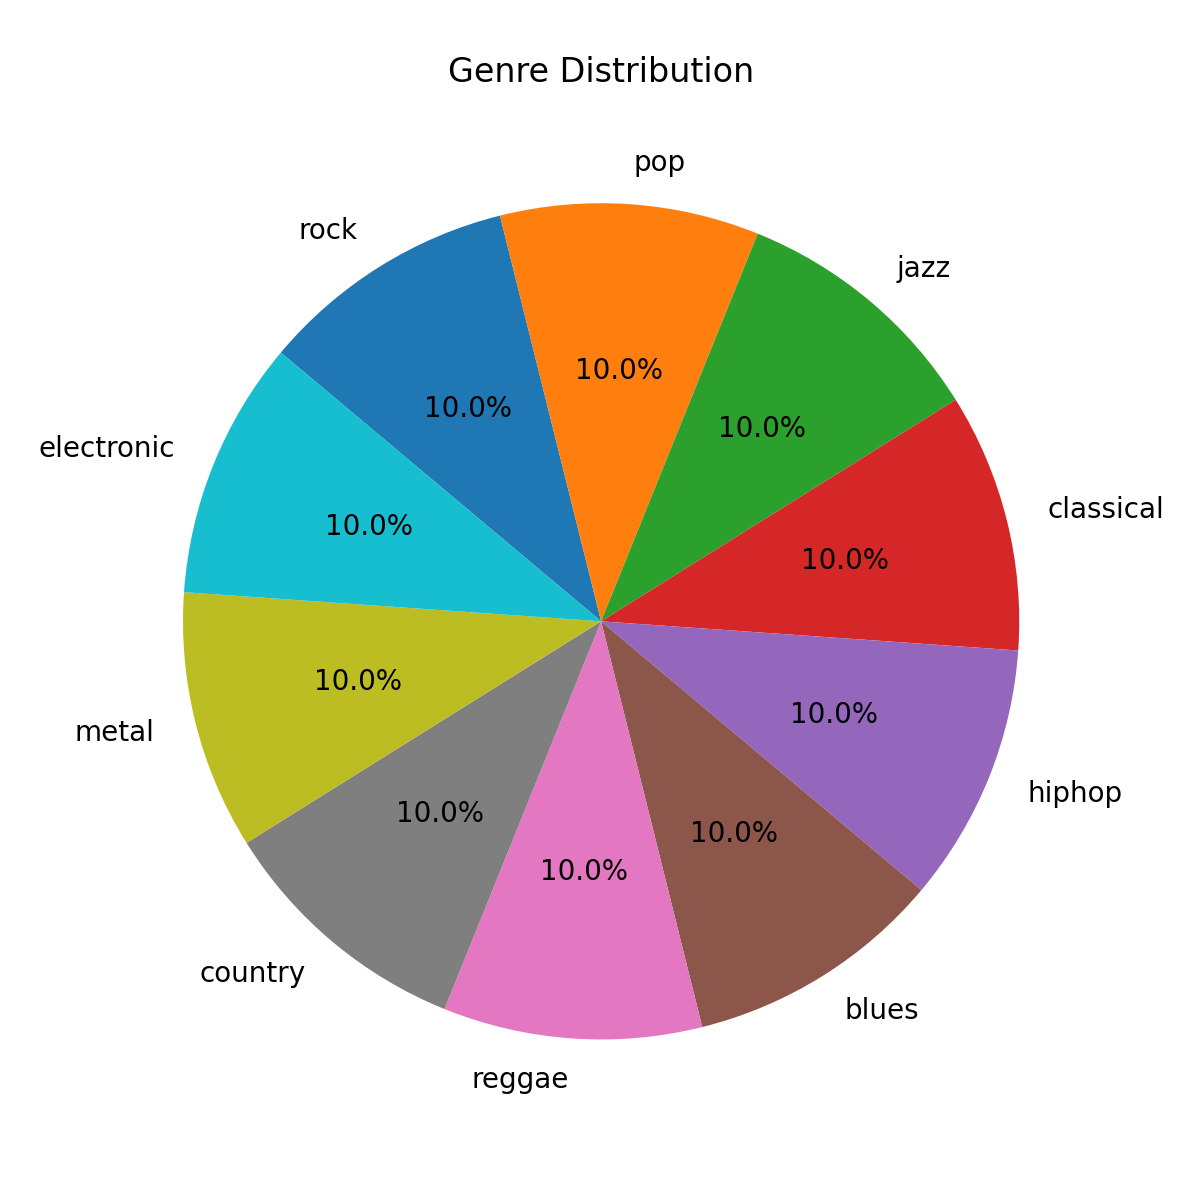 Genre Distribution
pop
rock
jazz
10.0%
10.0%
10.0%
electronic
classical
10.0%
10.0%
10.0%
10.0%
metal
hiphop
10.0%
10.0%
10.0%
country
blues
reggae